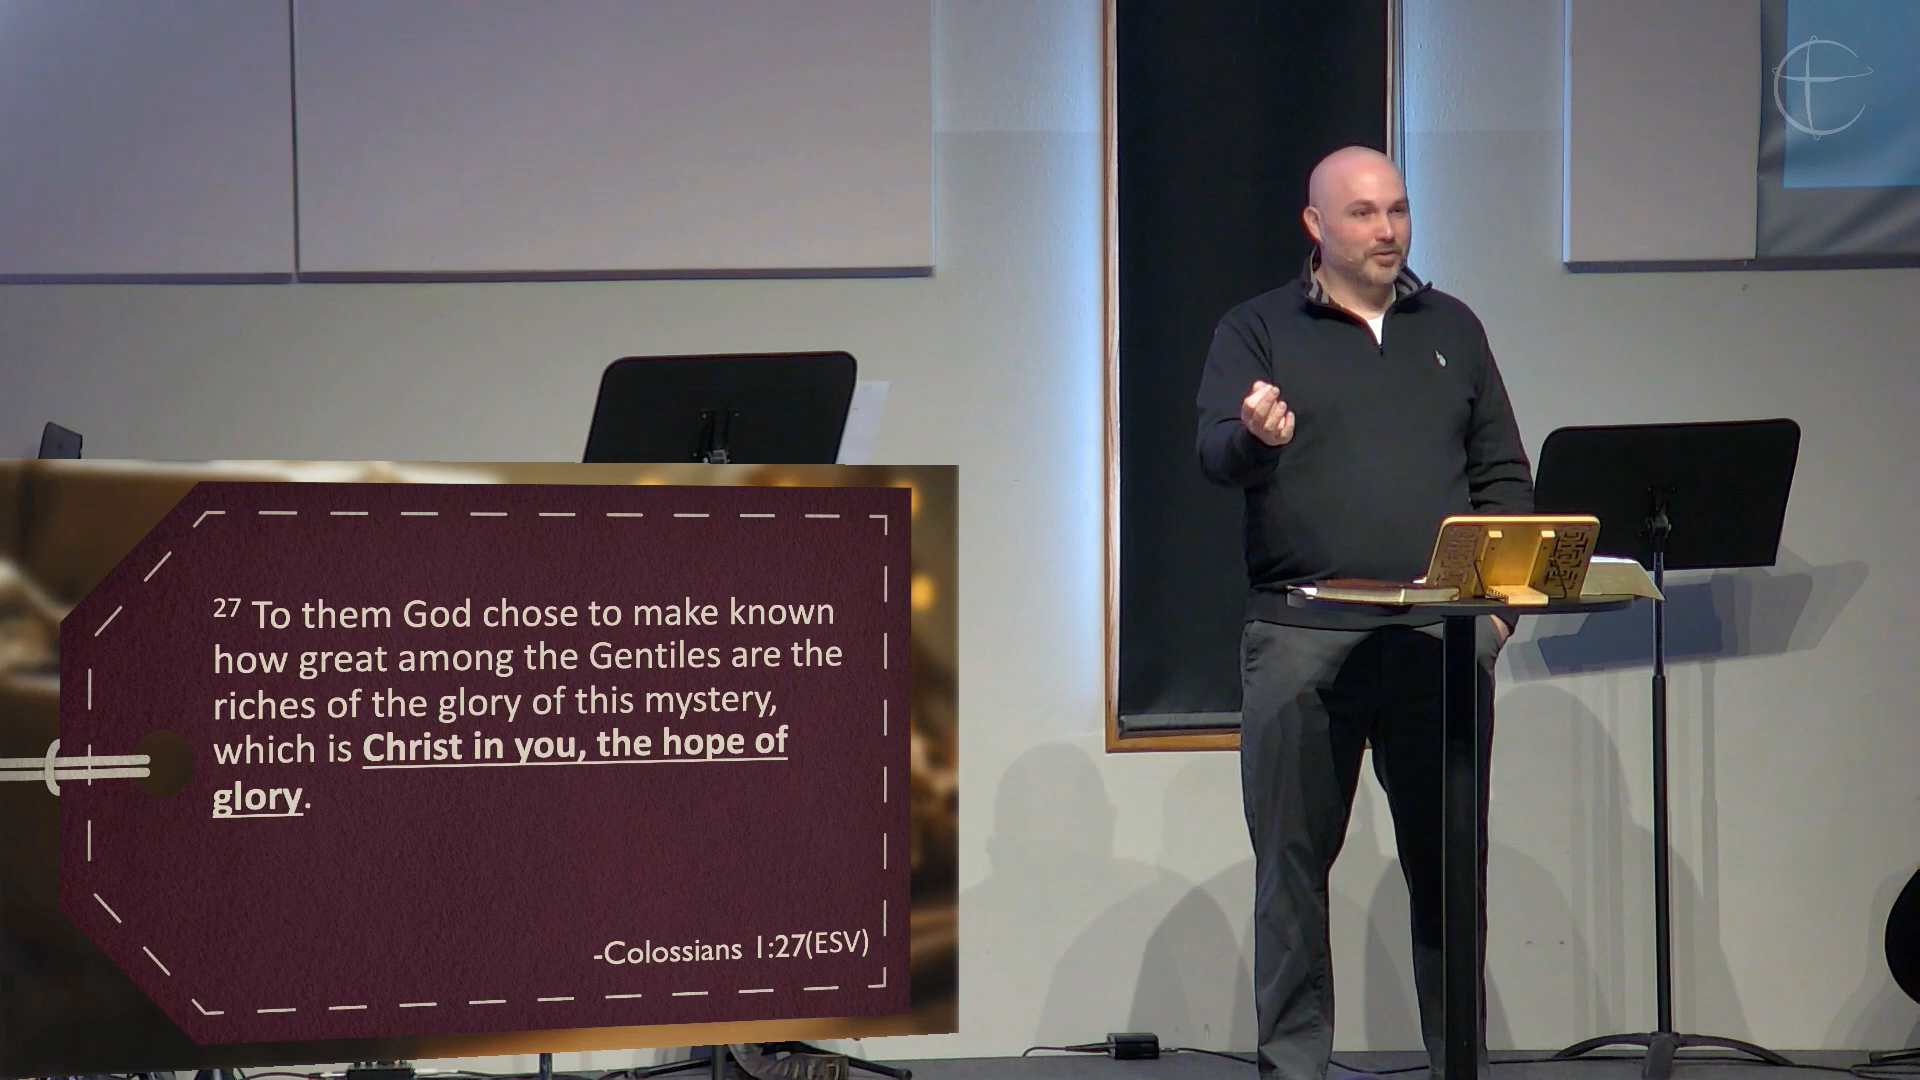 27 To them God chose to make known
how great among the Gentiles are the
riches of the glory of this mystery,
which is Christ in you, the hope of
glory.
-Colossians 1:27(ESV)